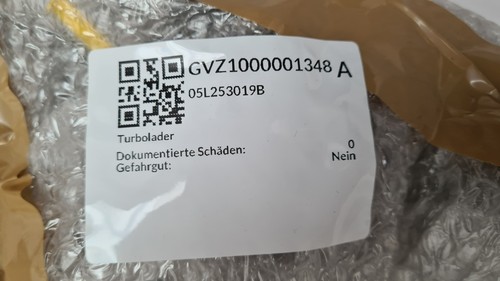 GVZ1000001348 A
05L253019B
Turbolader
Dokumentierte Schäden: 0
Gefahrgut: Nein